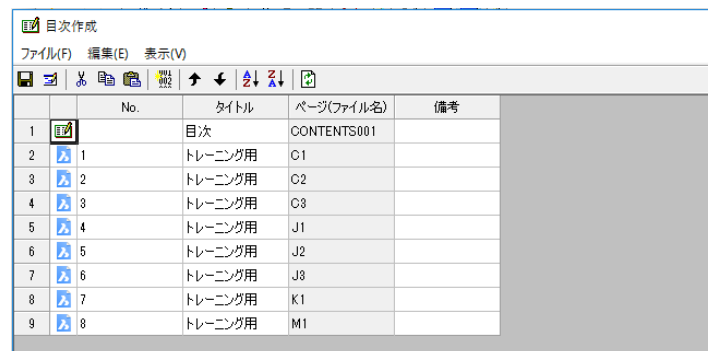 目次作成
ファイル(F) 編集(E) 表示(V)
No. タイトル ページ(ファイル名) 備考
1 目次 CONTENTS001
2 1 トレーニング用 C1
3 2 トレーニング用 C2
4 3 トレーニング用 C3
5 4 トレーニング用 J1
6 5 トレーニング用 J2
7 6 トレーニング用 J3
8 7 トレーニング用 K1
9 8 トレーニング用 M1